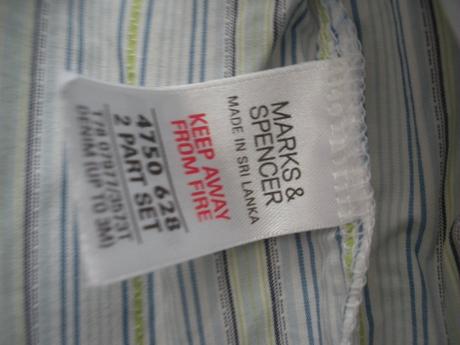 MARKS &
SPENCER
MADE IN SRI LANKA
KEEP AWAY
FROM FIRE
4750 628
2 PART SET
DENIM (UP TO 3M)